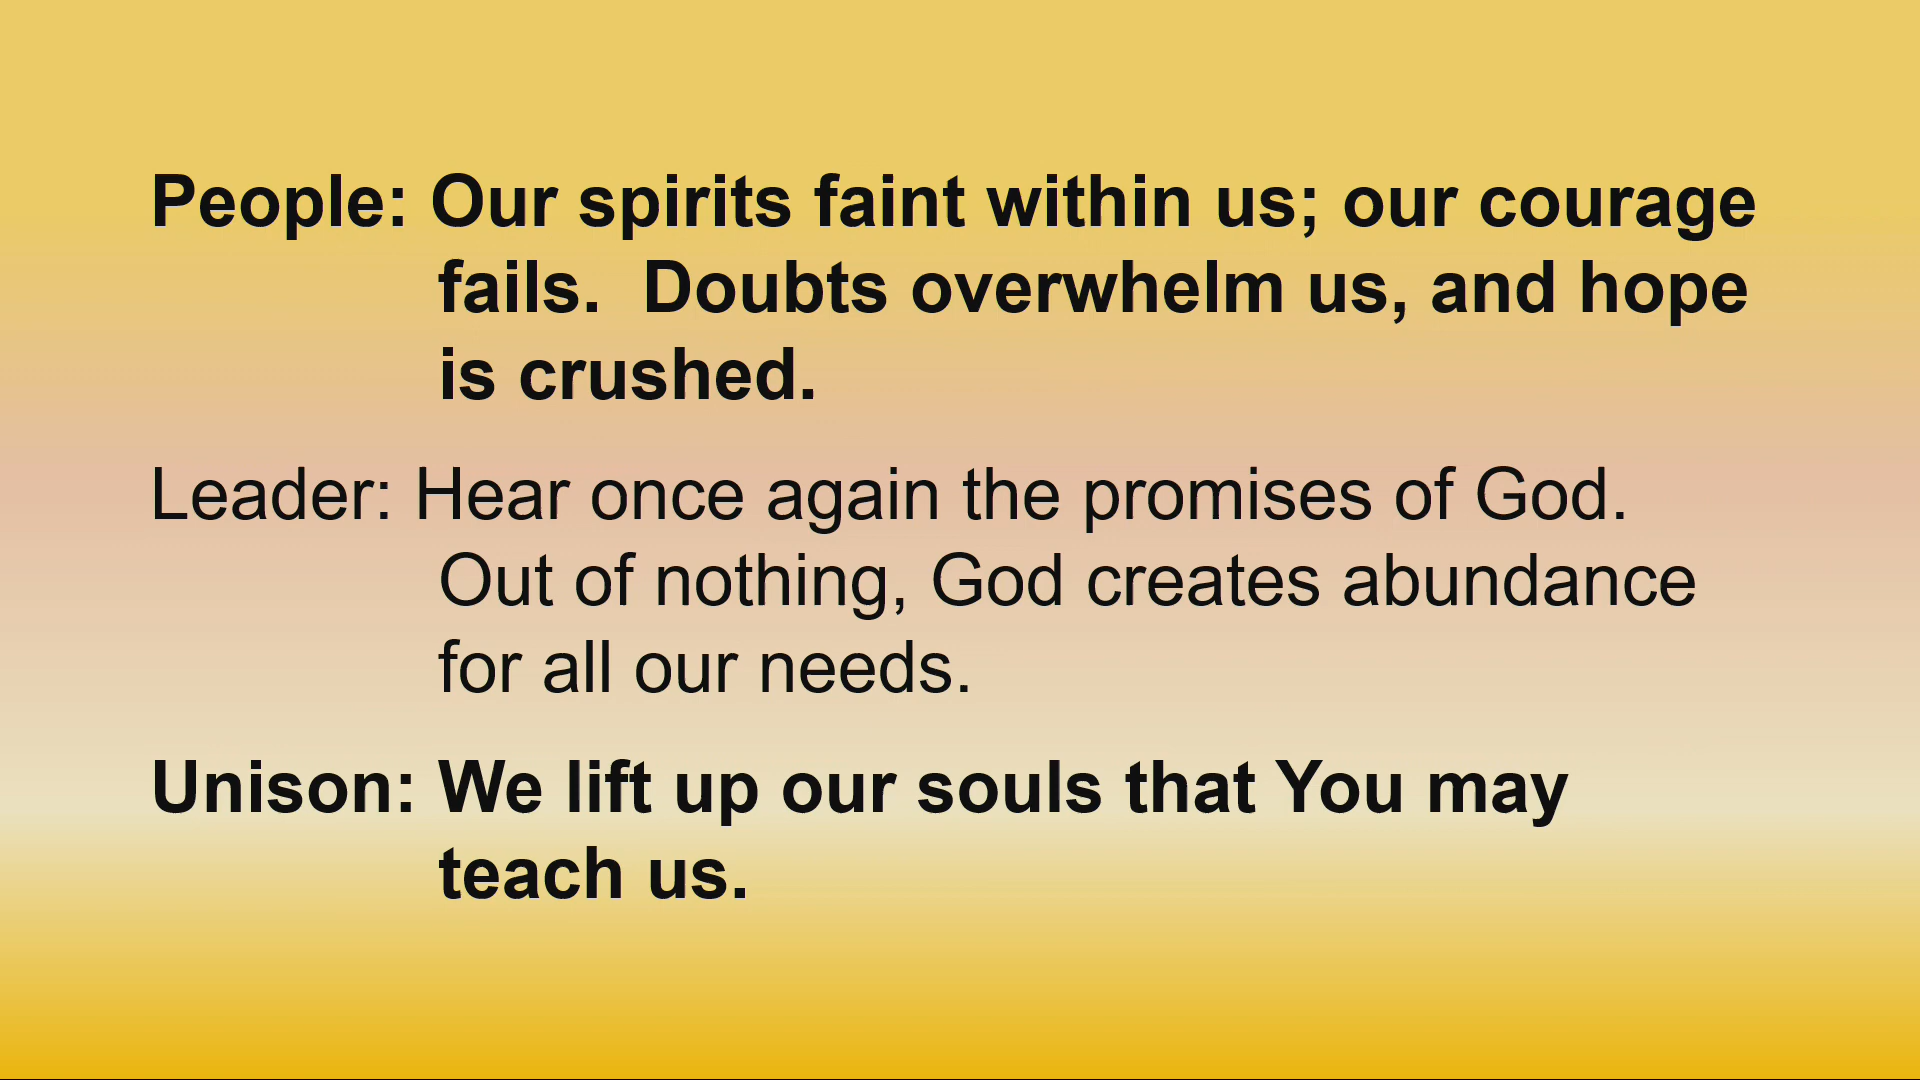 People: Our spirits faint within us; our courage
fails.  Doubts overwhelm us, and hope
is crushed.
Leader: Hear once again the promises of God.
Out of nothing, God creates abundance
for all our needs.
Unison: We lift up our souls that You may
teach us.